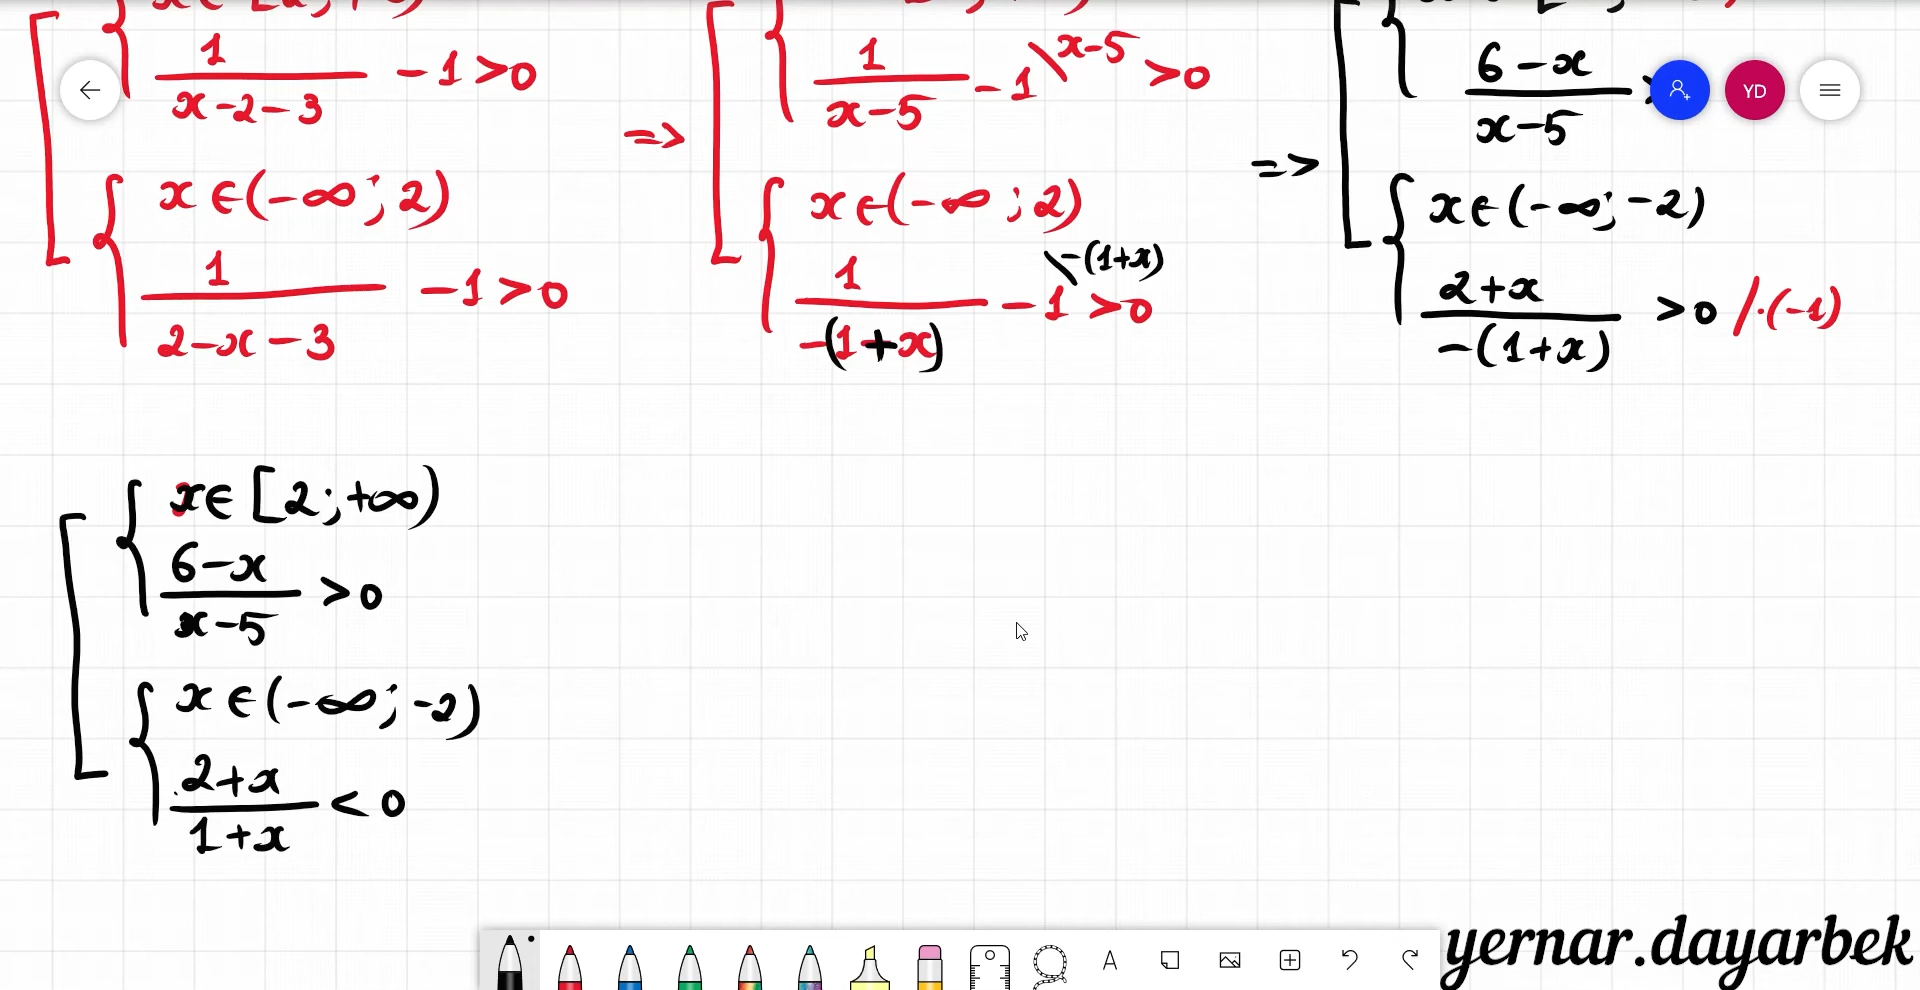 1/(x-2-3) -1>0
x∈(-∞;2)
1/(2-x-3) -1>0
=>
1/(x-5) -1 \x-5 >0
x∈(-∞;2)
1/(-(1+x)) -1 \-(1+x) >0
=>
(6-x)/(x-5)
x∈(-∞;-2)
(2+x)/(-(1+x)) >0 /·(-1)
YD
x∈[2;+∞)
(6-x)/(x-5) >0
x∈(-∞;-2)
(2+x)/(1+x) <0
yernar.dayarbek